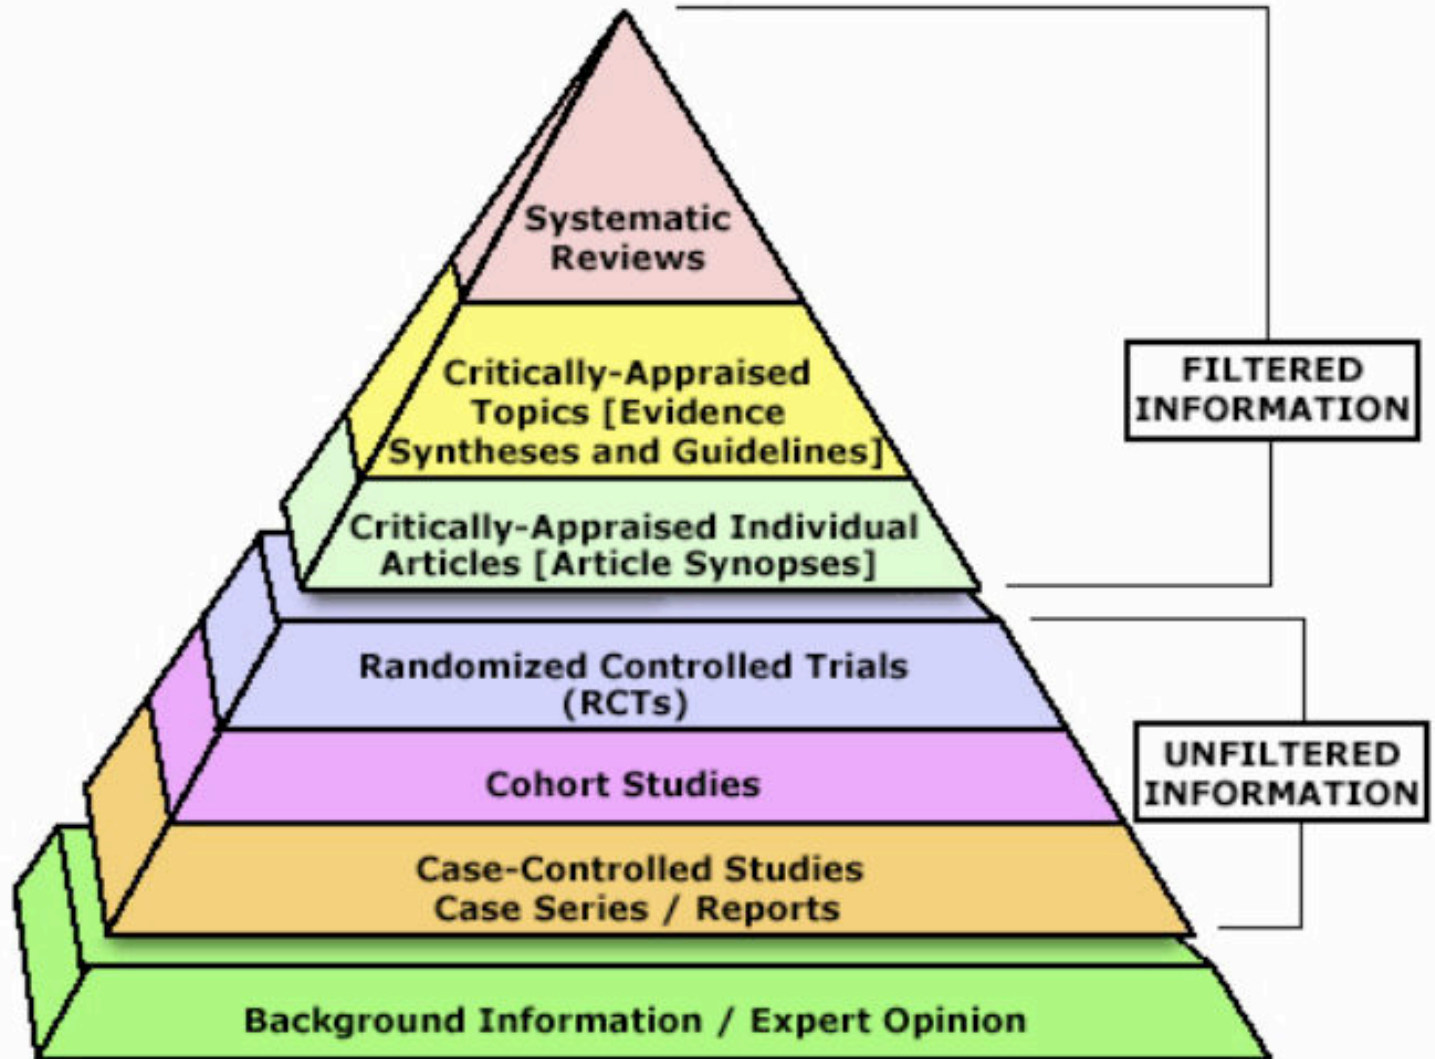 Systematic
Reviews
Critically-Appraised
Topics [Evidence
Syntheses and Guidelines]
FILTERED
INFORMATION
Critically-Appraised Individual
Articles [Article Synopses]
Randomized Controlled Trials
(RCTs)
UNFILTERED
INFORMATION
Cohort Studies
Case-Controlled Studies
Case Series / Reports
Background Information / Expert Opinion